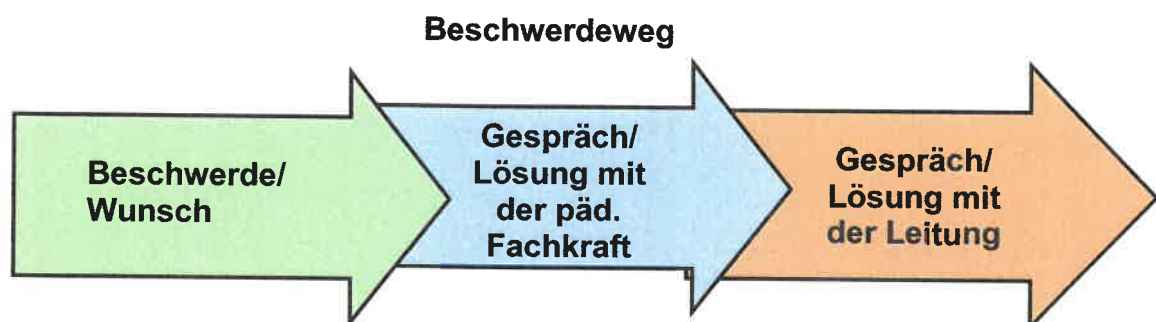 Beschwerdeweg
Beschwerde/
Wunsch
Gespräch/
Lösung mit
der päd.
Fachkraft
Gespräch/
Lösung mit
der Leitung